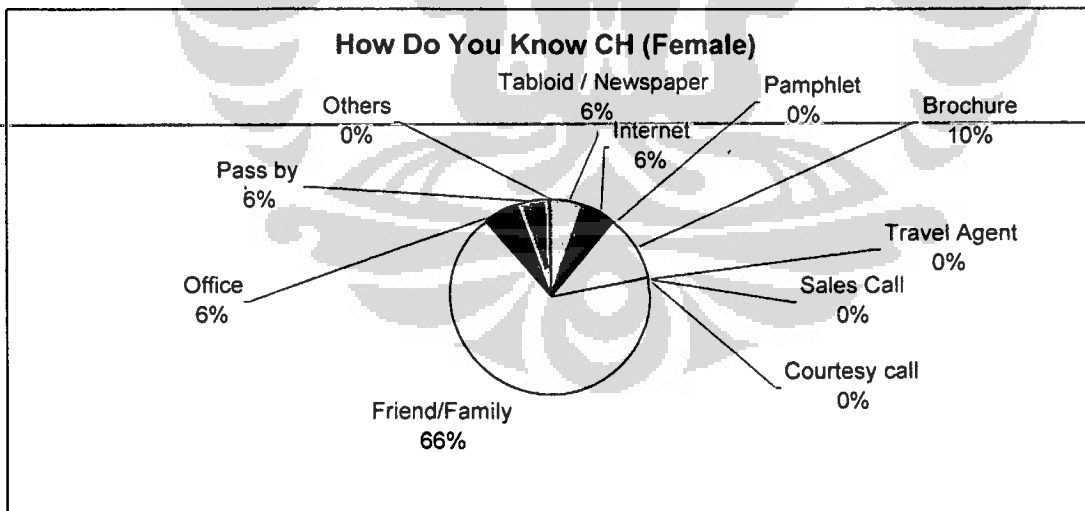 How Do You Know CH (Female)
Tabloid / Newspaper
6%
Pamphlet
0%
Brochure
10%
Others
0%
Internet
6%
Pass by
6%
Travel Agent
0%
Office
6%
Sales Call
0%
Courtesy call
0%
Friend/Family
66%